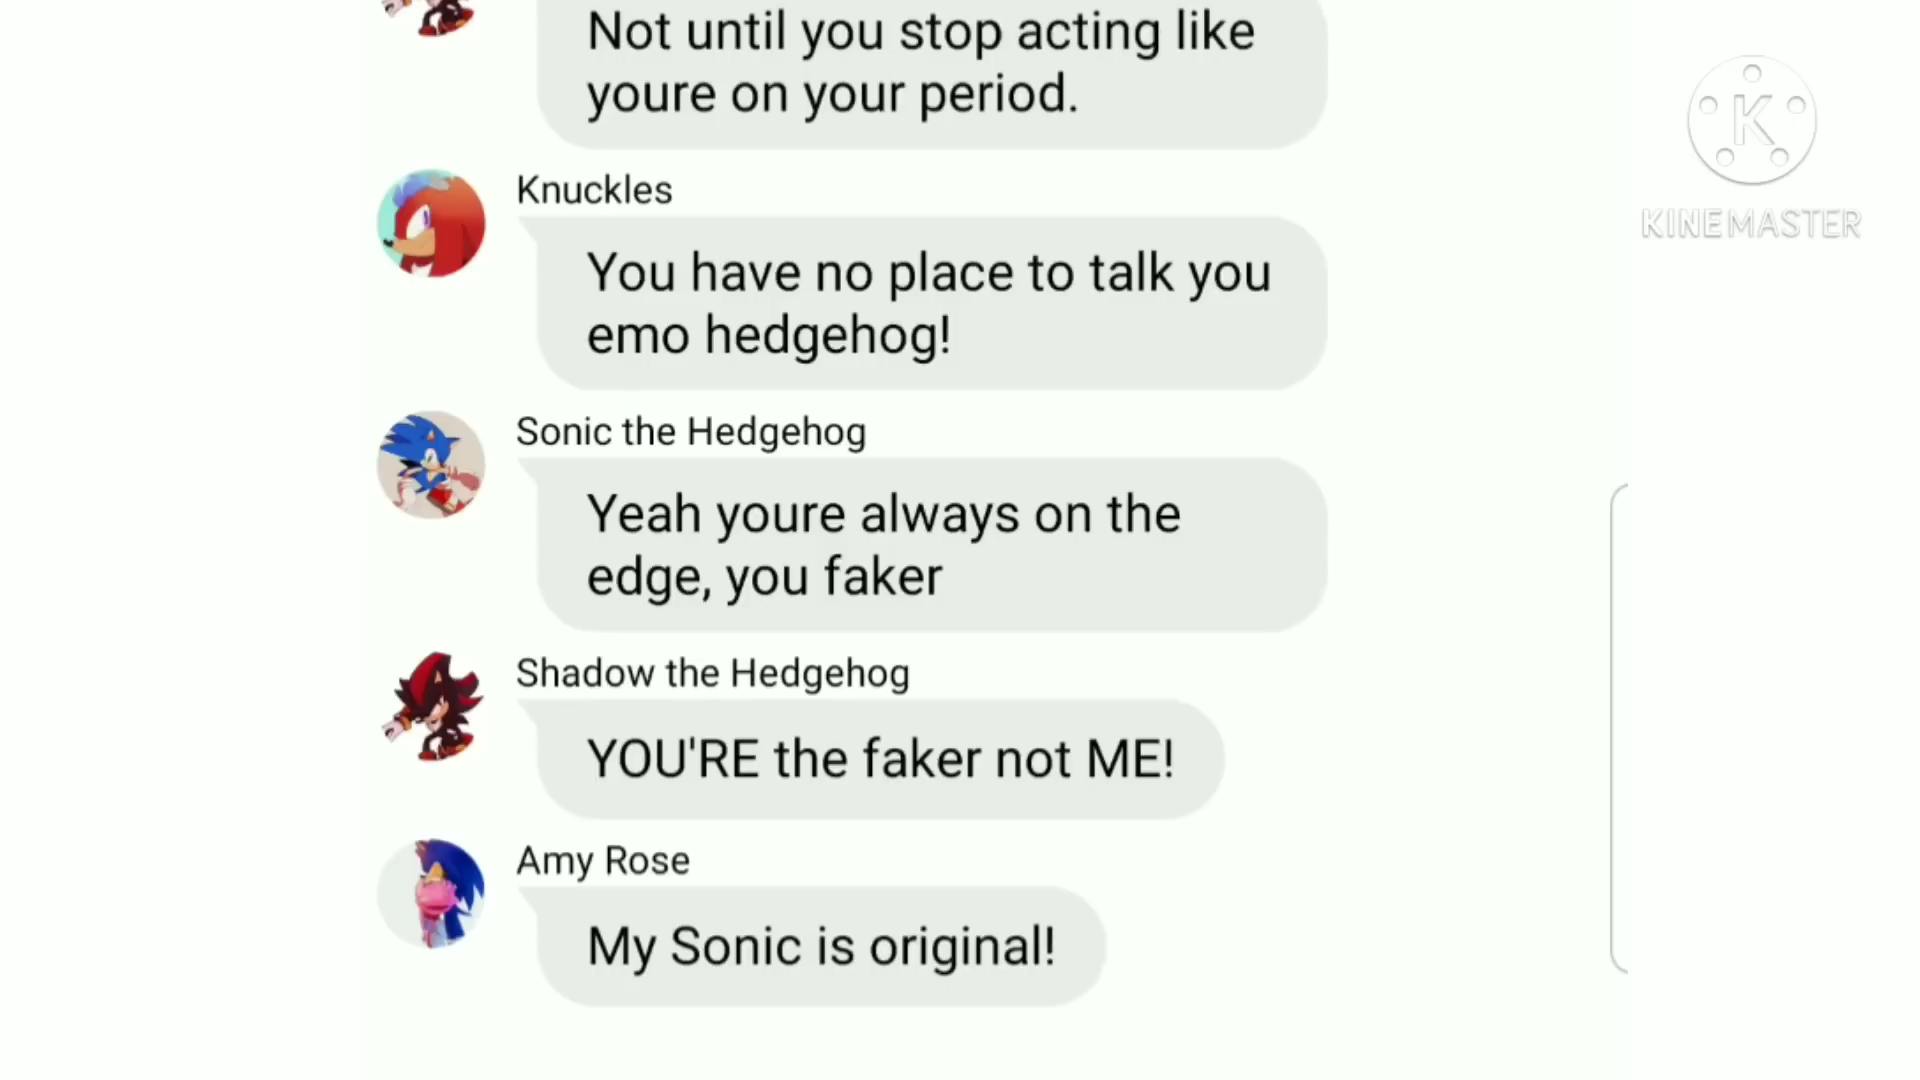 Not until you stop acting like
youre on your period.
Knuckles
You have no place to talk you
emo hedgehog!
Sonic the Hedgehog
Yeah youre always on the
edge, you faker
Shadow the Hedgehog
YOU'RE the faker not ME!
Amy Rose
My Sonic is original!
K
KINEMASTER